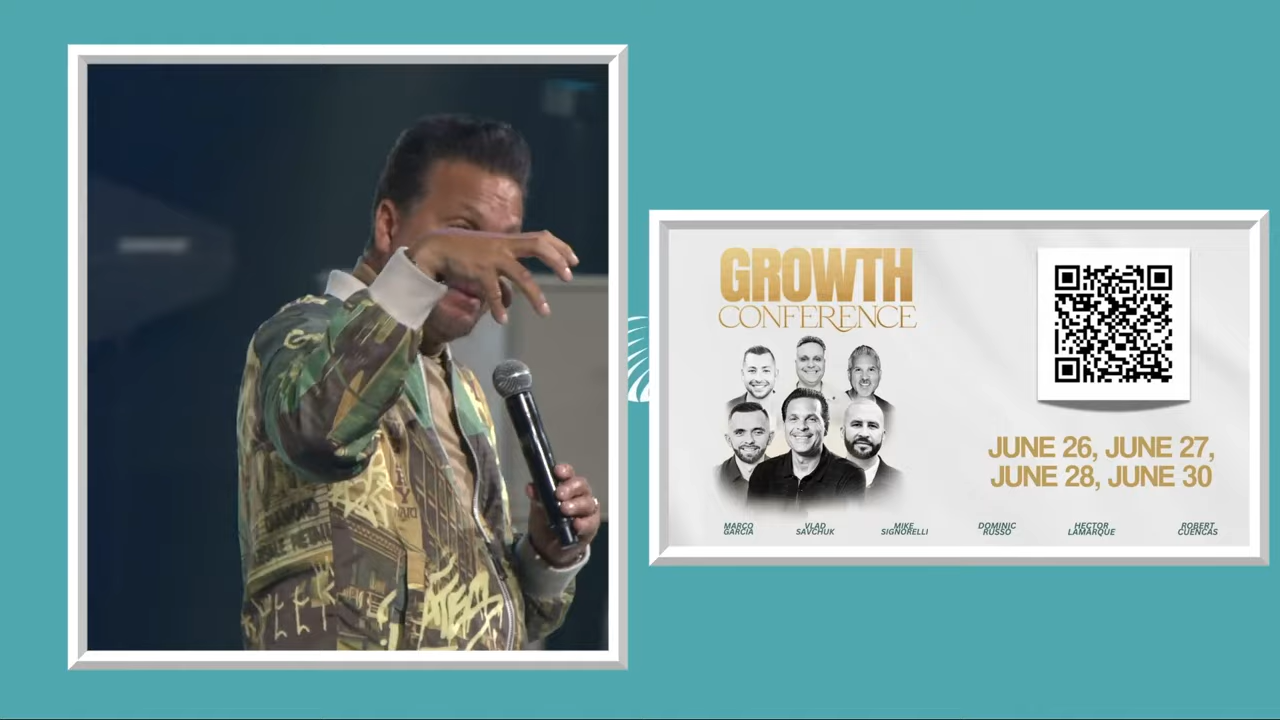 GROWTH
CONFERENCE
JUNE 26, JUNE 27,
JUNE 28, JUNE 30
MARCO
GARCIA
VLAD
SAVCHUK
MIKE
SIGNORELLI
DOMINIC
RUSSO
HECTOR
LAMARQUE
ROBERT
CUENCAS